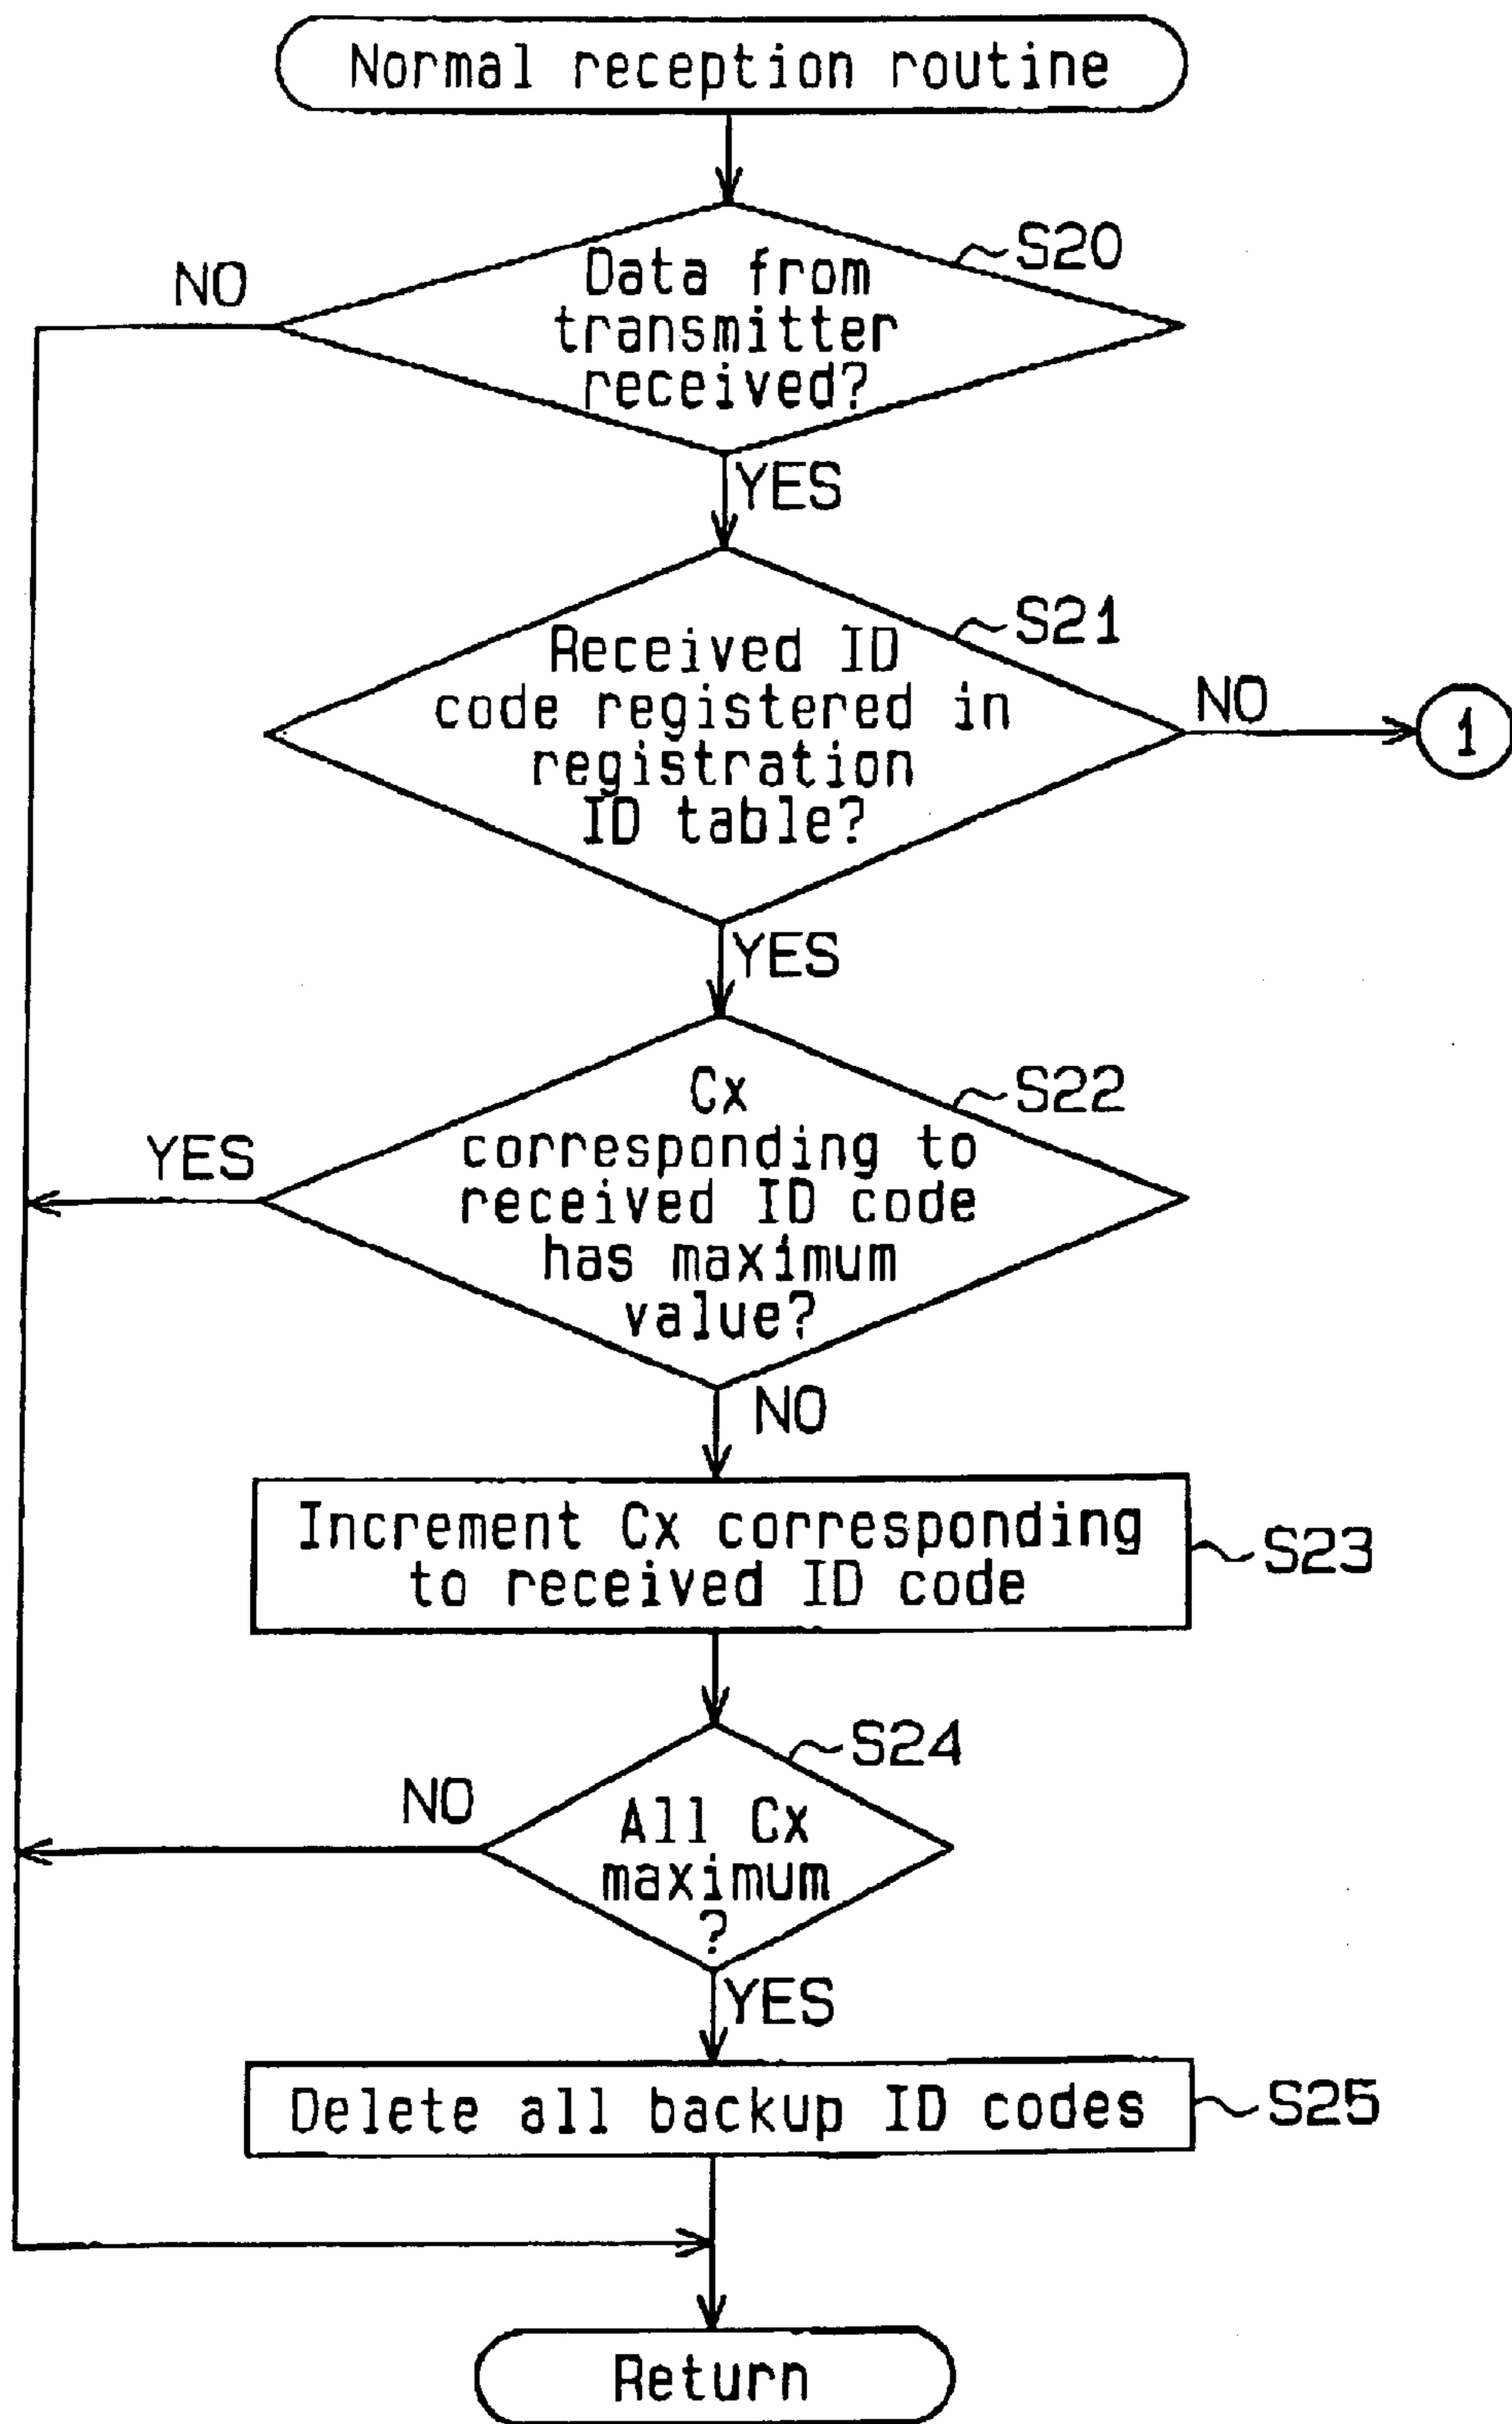 Normal reception routine
S20
NO
Data from
transmitter
received?
YES
S21
Received ID
code registered in
registration
ID table?
NO
1
YES
S22
Cx
corresponding to
received ID code
has maximum
value?
YES
NO
Increment Cx corresponding
to received ID code
S23
S24
NO
All Cx
maximum
?
YES
Delete all backup ID codes
S25
Return